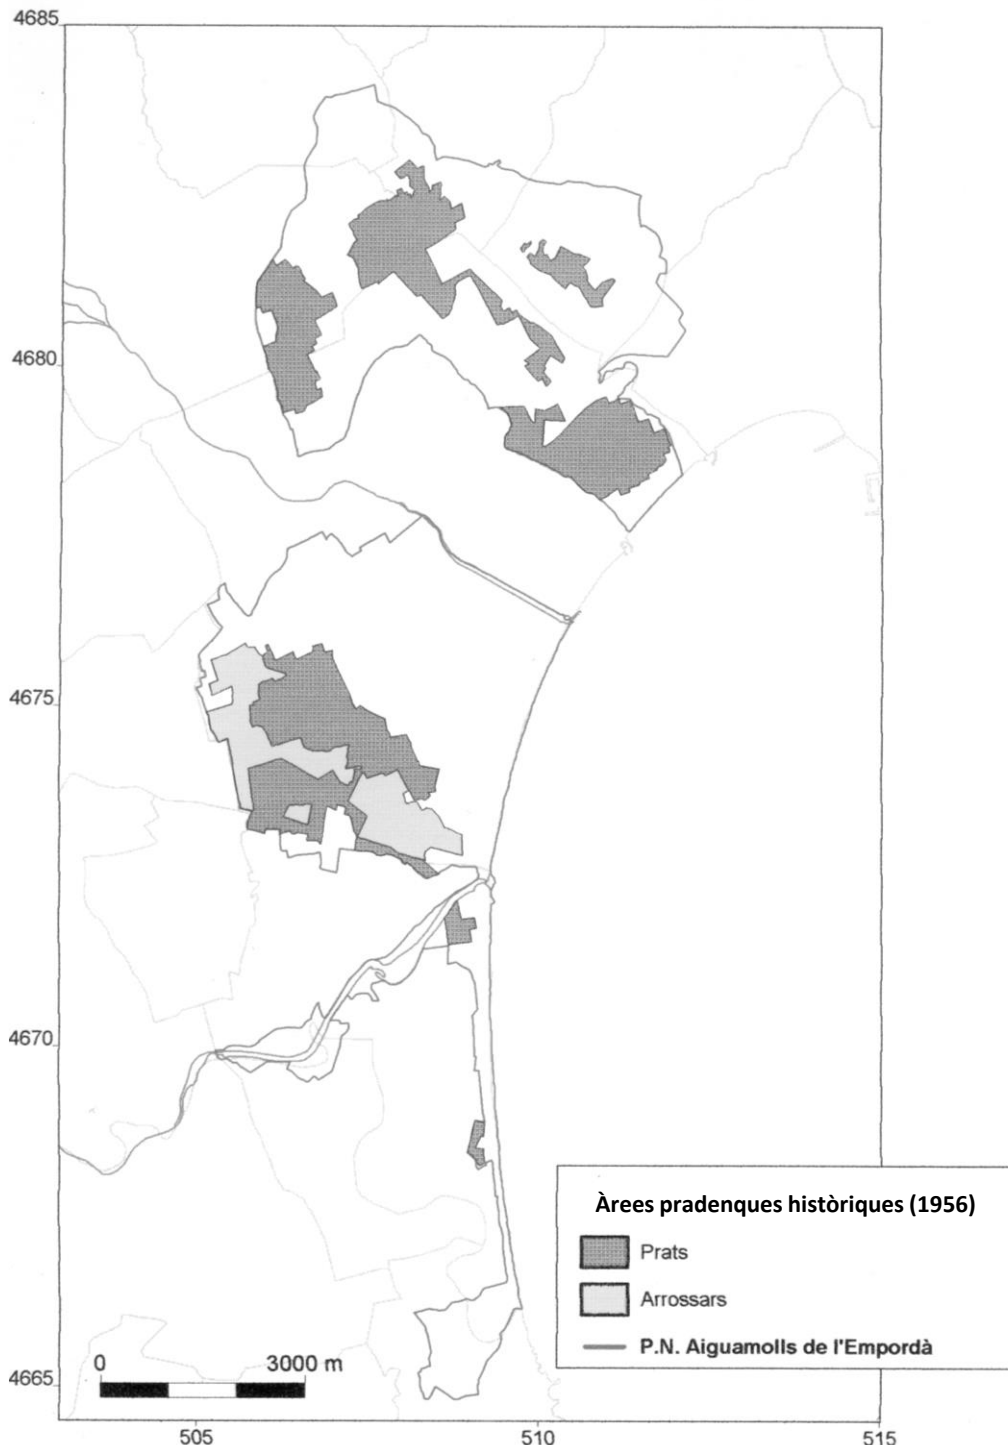 4685
4680
4675
4670
4665
505
510
515
0 3000 m
Àrees pradenques històriques (1956)
Prats
Arrossars
P.N. Aiguamolls de l'Empordà